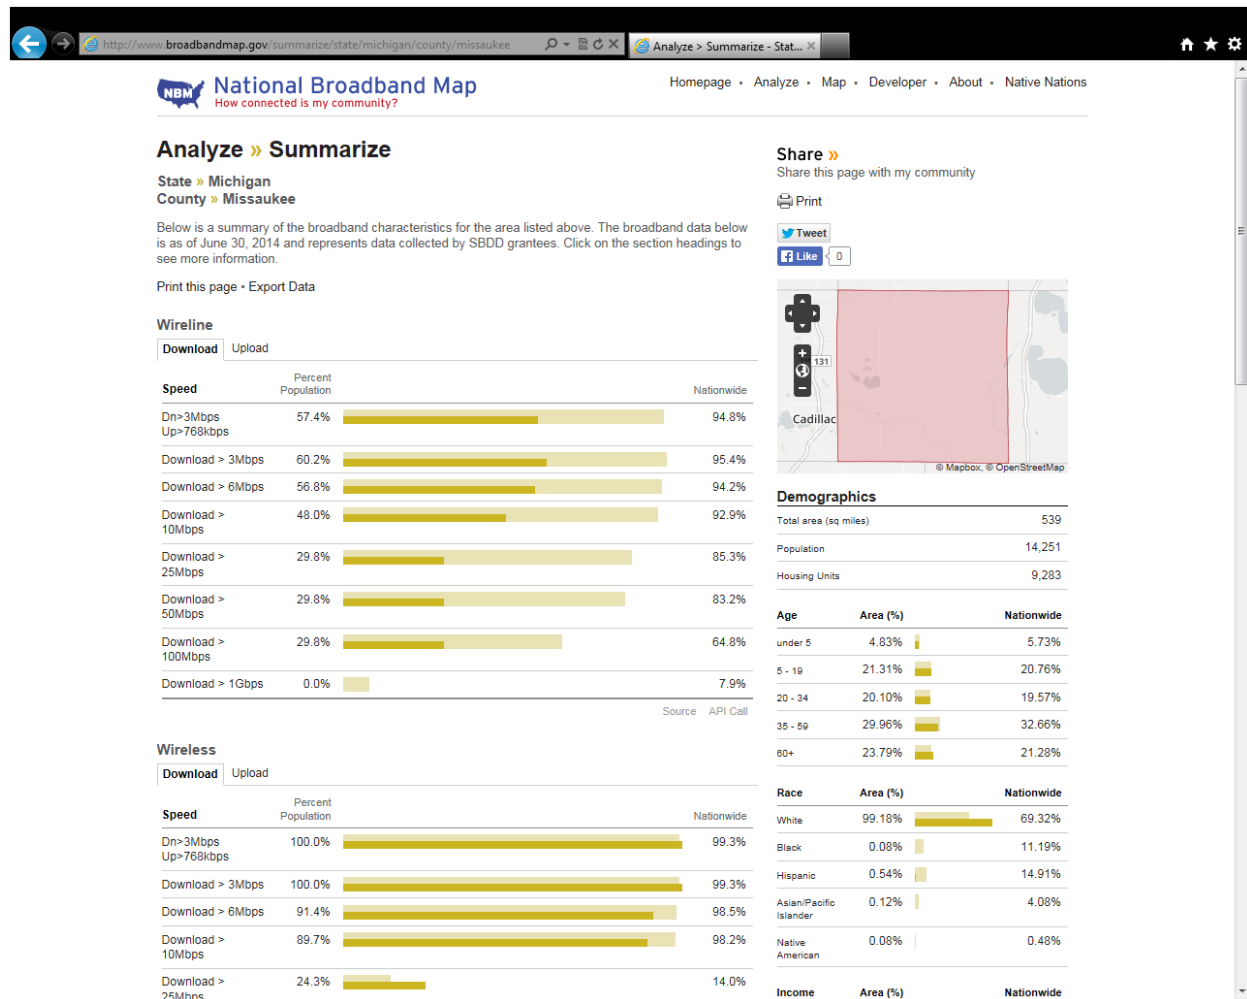 http://www.broadbandmap.gov/summarize/state/michigan/county/missaukee
Analyze > Summarize - Stat...
NBM
National Broadband Map
How connected is my community?
Homepage • Analyze • Map • Developer • About • Native Nations
Analyze » Summarize
State » Michigan
County » Missaukee
Below is a summary of the broadband characteristics for the area listed above. The broadband data below
is as of June 30, 2014 and represents data collected by SBDD grantees. Click on the section headings to
see more information.
Print this page • Export Data
Wireline
Download Upload
Speed Percent Population Nationwide
Dn>3Mbps 57.4% 94.8%
Up>768kbps
Download > 3Mbps 60.2% 95.4%
Download > 6Mbps 56.8% 94.2%
Download > 48.0% 92.9%
10Mbps
Download > 29.8% 85.3%
25Mbps
Download > 29.8% 83.2%
50Mbps
Download > 29.8% 64.8%
100Mbps
Download > 1Gbps 0.0% 7.9%
Source API Call
Wireless
Download Upload
Speed Percent Population Nationwide
Dn>3Mbps 100.0% 99.3%
Up>768kbps
Download > 3Mbps 100.0% 99.3%
Download > 6Mbps 91.4% 98.5%
Download > 89.7% 98.2%
10Mbps
Download > 24.3% 14.0%
25Mbps
Share »
Share this page with my community
Print
Tweet
Like 0
131
Cadillac
© Mapbox, © OpenStreetMap
Demographics
Total area (sq miles) 539
Population 14,251
Housing Units 9,283
Age Area (%) Nationwide
under 5 4.83% 5.73%
5 - 19 21.31% 20.76%
20 - 34 20.10% 19.57%
35 - 59 29.96% 32.66%
60+ 23.79% 21.28%
Race Area (%) Nationwide
White 99.18% 69.32%
Black 0.08% 11.19%
Hispanic 0.54% 14.91%
Asian/Pacific 0.12% 4.08%
Islander
Native 0.08% 0.48%
American
Income Area (%) Nationwide